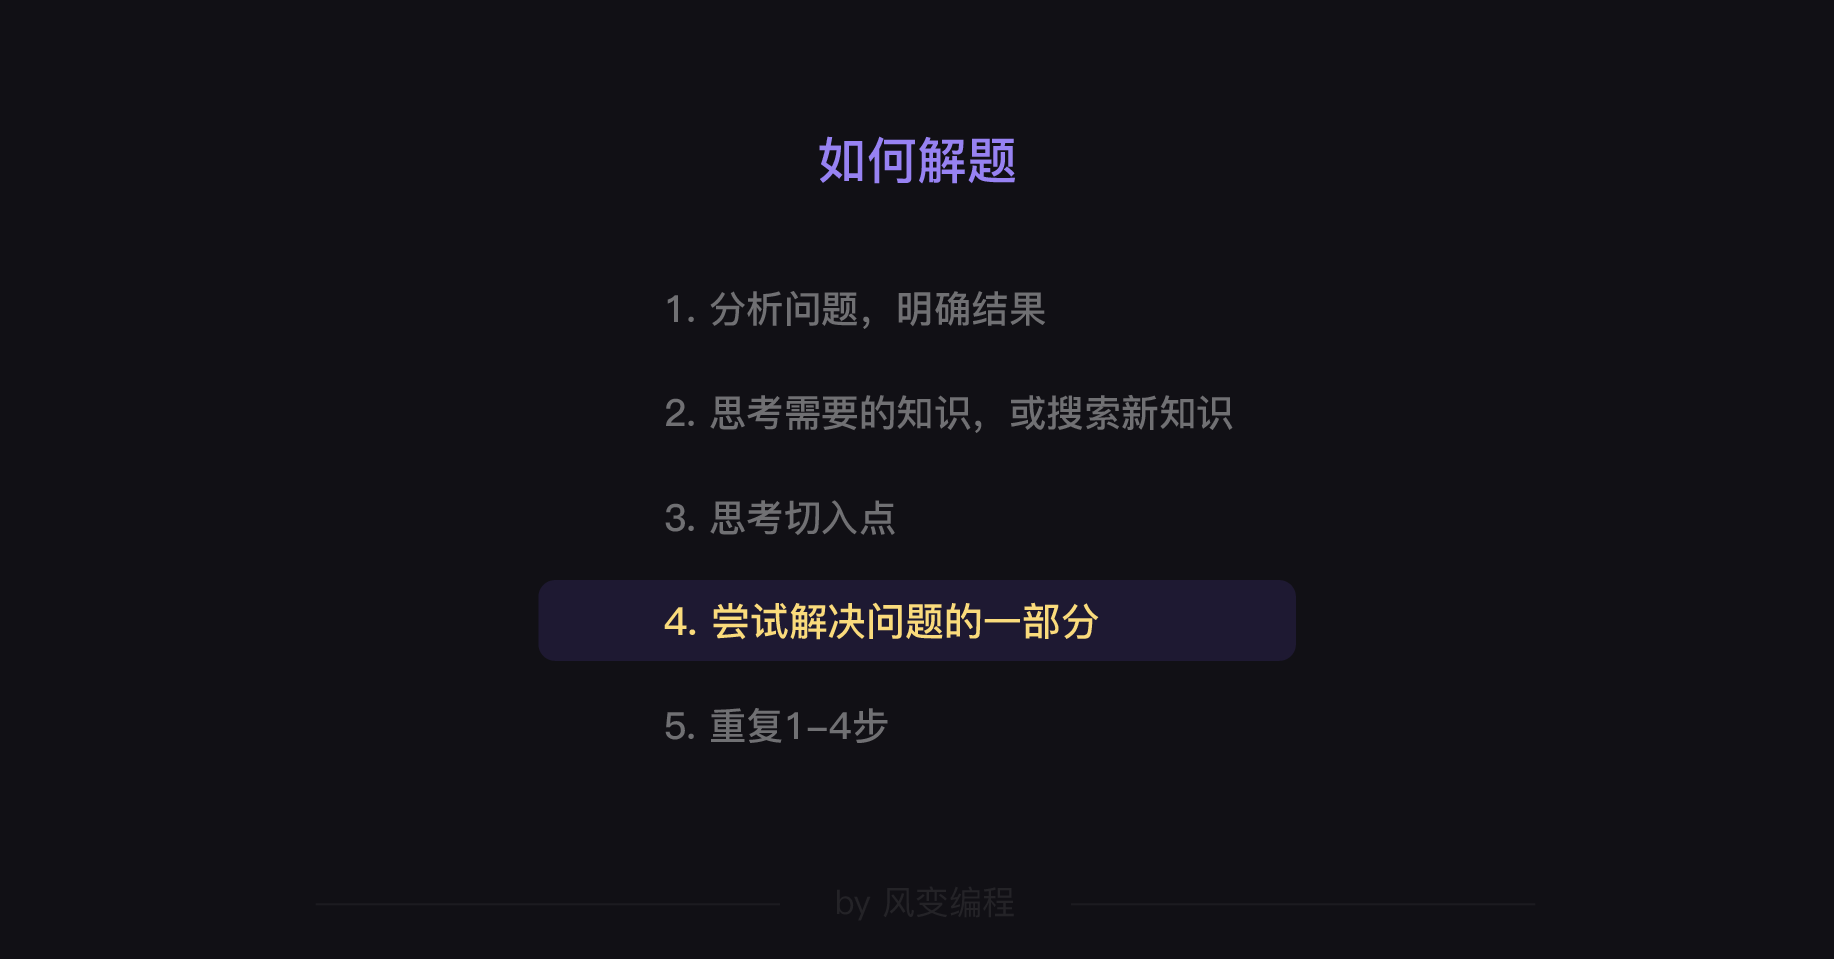 如何解题
1. 分析问题，明确结果
2. 思考需要的知识，或搜索新知识
3. 思考切入点
4. 尝试解决问题的一部分
5. 重复1-4步
by 风变编程